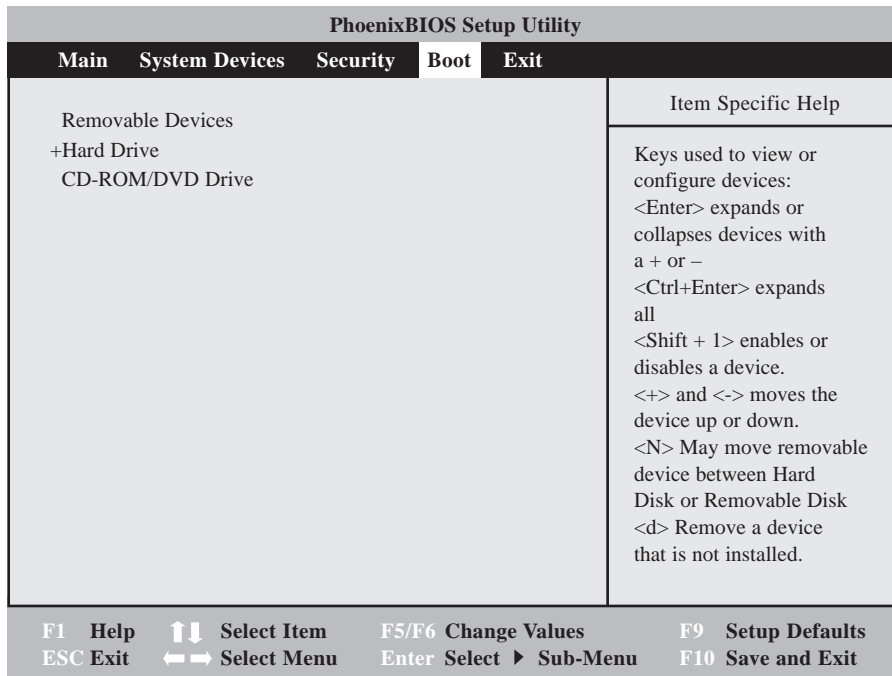 PhoenixBIOS Setup Utility
Main System Devices Security Boot Exit
Removable Devices
+Hard Drive
CD-ROM/DVD Drive
Item Specific Help
Keys used to view or
configure devices:
<Enter> expands or
collapses devices with
a + or –
<Ctrl+Enter> expands
all
<Shift + 1> enables or
disables a device.
<+> and <-> moves the
device up or down.
<N> May move removable
device between Hard
Disk or Removable Disk
<d> Remove a device
that is not installed.
F1 Help Select Item F5/F6 Change Values F9 Setup Defaults
ESC Exit Select Menu Enter Select Sub-Menu F10 Save and Exit